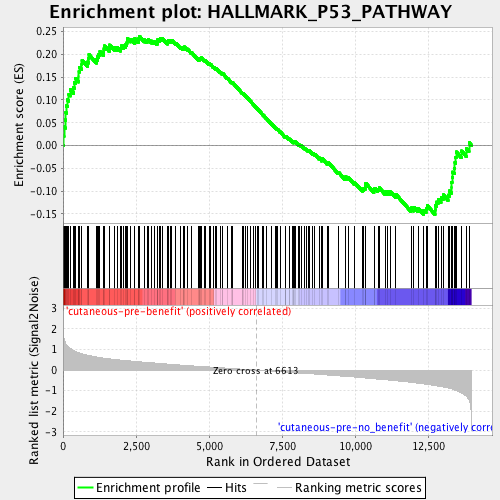 Enrichment plot: HALLMARK_P53_PATHWAY
Enrichment score (ES)
0.25
0.20
0.15
0.10
0.05
0.00
-0.05
-0.10
-0.15
'cutaneous-pre-benefit' (positively correlated)
Ranked list metric (Signal2Noise)
3
2
1
0
-1
-2
-3
Zero cross at 6613
'cutaneous-pre-no_benefit' (negatively corre
0
2,500
5,000
7,500
10,000
12,500
Rank in Ordered Dataset
Enrichment profile
Hits
Ranking metric scores